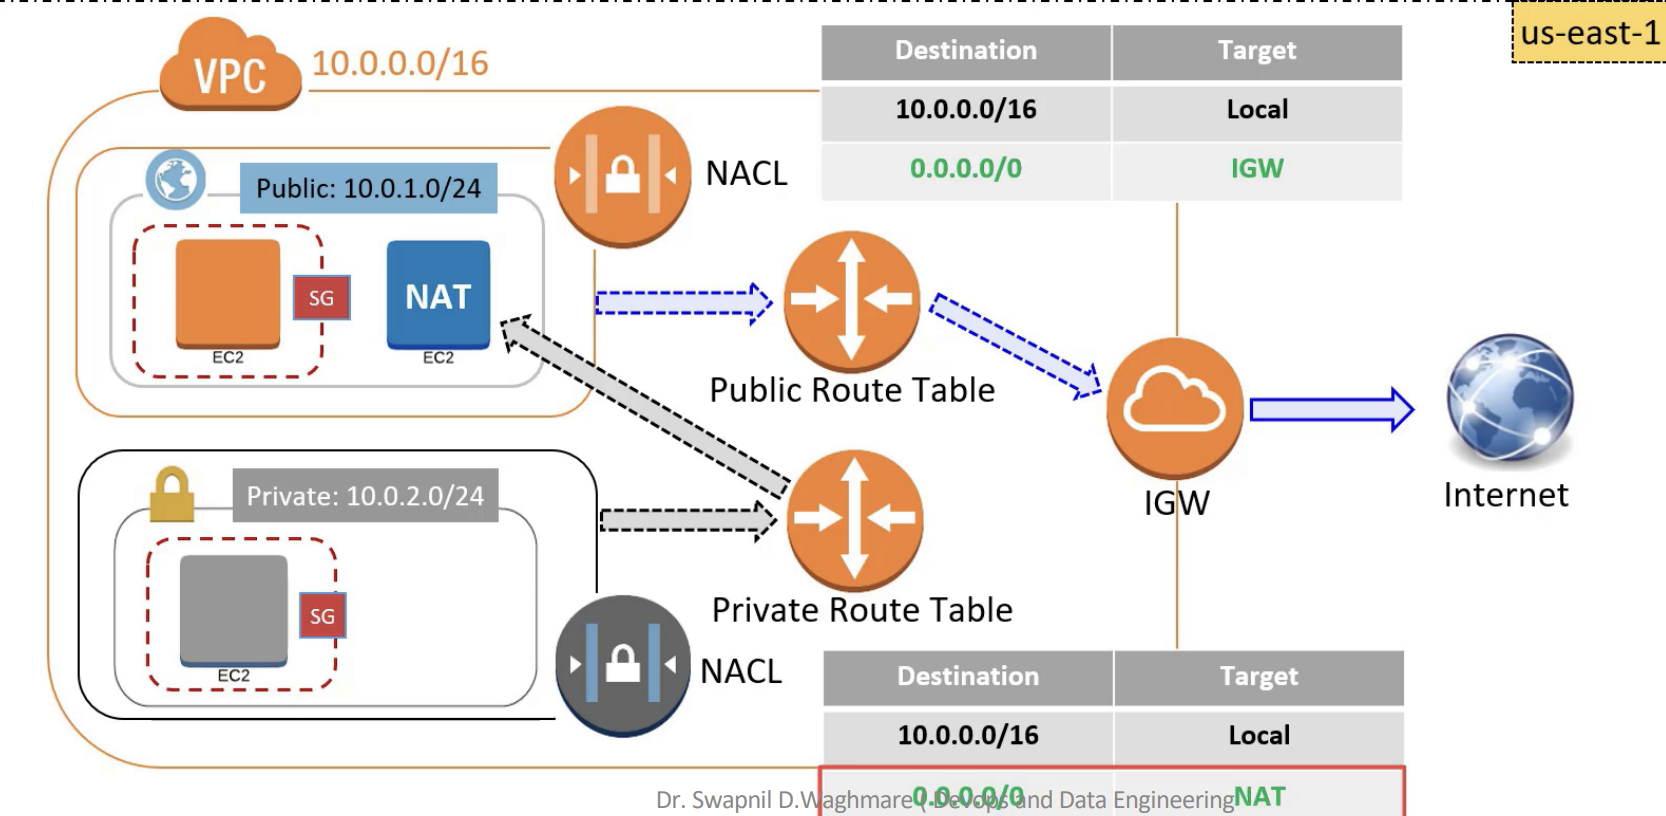 us-east-1
VPC
10.0.0.0/16
Destination Target
10.0.0.0/16 Local
0.0.0.0/0 IGW
NACL
Public: 10.0.1.0/24
SG
NAT
EC2
EC2
Public Route Table
IGW
Internet
Private: 10.0.2.0/24
SG
EC2
Private Route Table
NACL
Destination Target
10.0.0.0/16 Local
0.0.0.0/0 NAT
Dr. Swapnil D.Waghmare ( Devops and Data Engineering